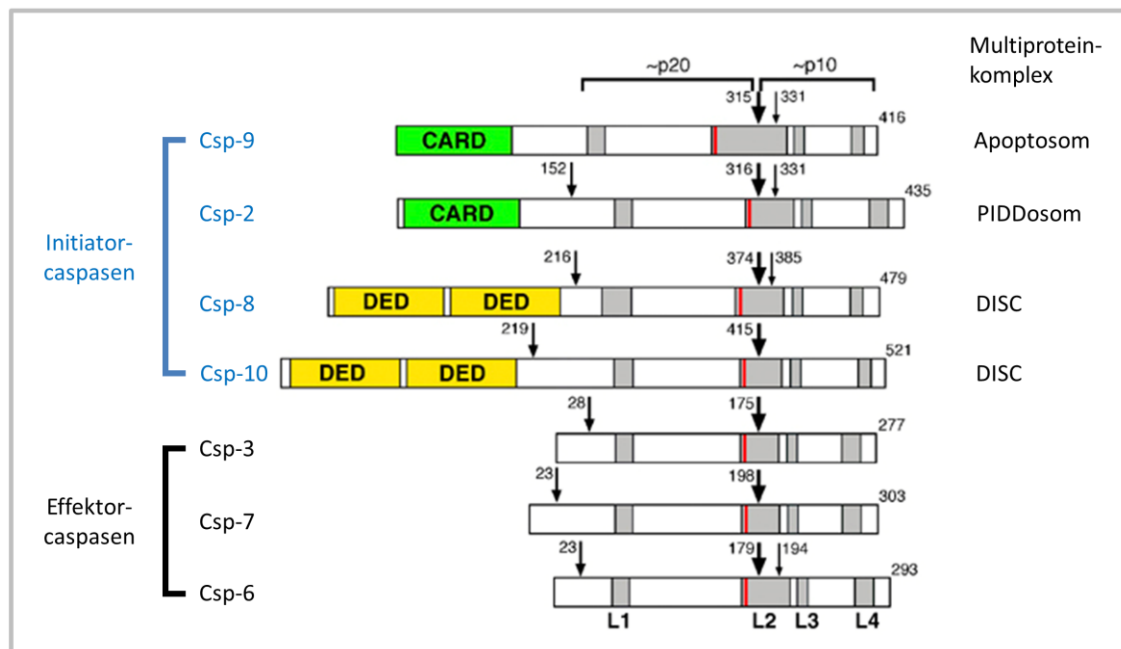 Multiprotein-
komplex
~p20
~p10
315
331
416
Csp-9
CARD
Apoptosom
152
316
331
435
Csp-2
CARD
PIDDosom
Initiator-
caspasen
216
374
385
479
Csp-8
DED
DED
DISC
219
415
521
Csp-10
DED
DED
DISC
28
175
277
Csp-3
23
198
303
Effektor-
caspasen
Csp-7
23
179
194
293
Csp-6
L1
L2
L3
L4